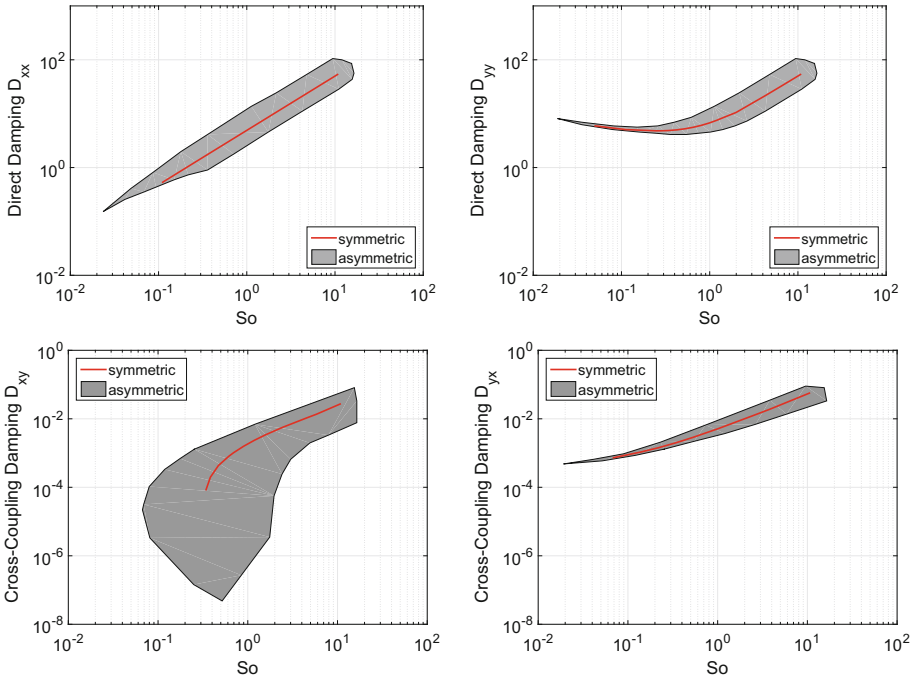 Direct Damping D_xx
10^2
10^0
10^-2
10^-2
10^-1
10^0
10^1
10^2
So
symmetric
asymmetric
Direct Damping D_yy
10^2
10^0
10^-2
10^-2
10^-1
10^0
10^1
10^2
So
symmetric
asymmetric
Cross-Coupling Damping D_xy
10^0
10^-2
10^-4
10^-6
10^-8
10^-2
10^-1
10^0
10^1
10^2
So
symmetric
asymmetric
Cross-Coupling Damping D_yx
10^0
10^-2
10^-4
10^-6
10^-8
10^-2
10^-1
10^0
10^1
10^2
So
symmetric
asymmetric